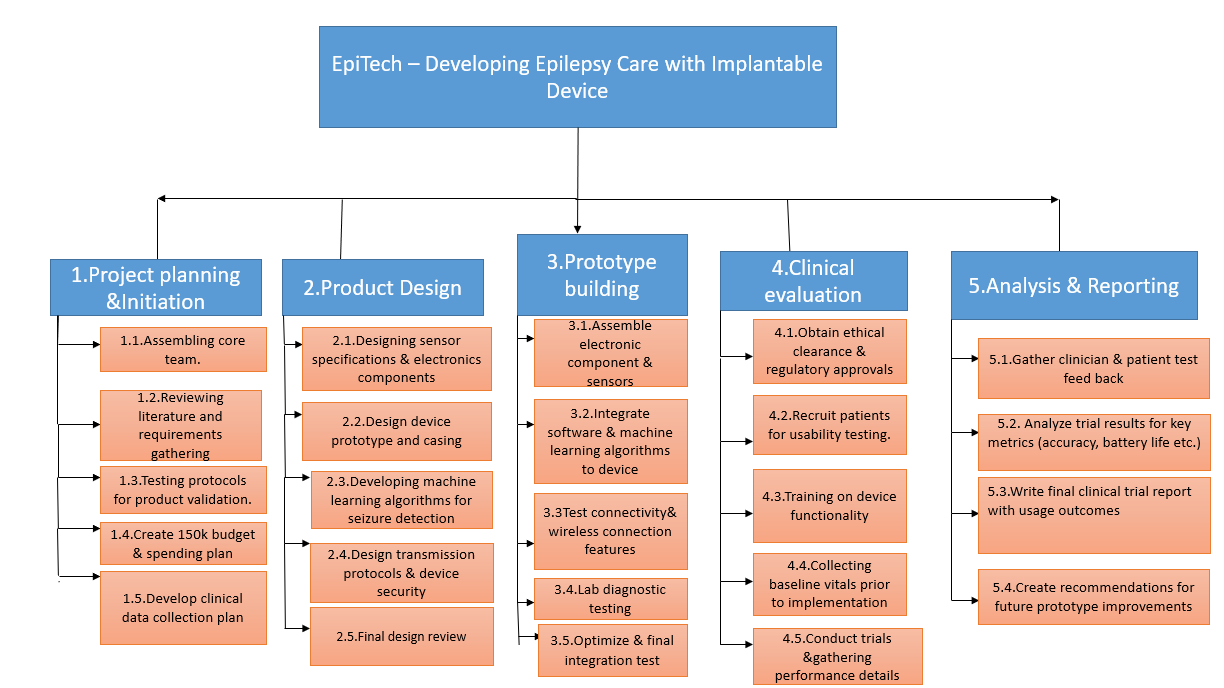 EpiTech – Developing Epilepsy Care with Implantable
Device
1.Project planning
&Initiation
1.1.Assembling core
team.
1.2.Reviewing
literature and
requirements
gathering
1.3.Testing protocols
for product validation.
1.4.Create 150k budget
& spending plan
1.5.Develop clinical
data collection plan
2.Product Design
2.1.Designing sensor
specifications & electronics
components
2.2.Design device
prototype and casing
2.3.Developing machine
learning algorithms for
seizure detection
2.4.Design transmission
protocols & device
security
2.5.Final design review
3.Prototype
building
3.1.Assemble
electronic
component &
sensors
3.2.Integrate
software & machine
learning algorithms
to device
3.3Test connectivity&
wireless connection
features
3.4.Lab diagnostic
testing
3.5.Optimize & final
integration test
4.Clinical
evaluation
4.1.Obtain ethical
clearance &
regulatory approvals
4.2.Recruit patients
for usability testing.
4.3.Training on device
functionality
4.4.Collecting
baseline vitals prior
to implementation
4.5.Conduct trials
&gathering
performance details
5.Analysis & Reporting
5.1.Gather clinician & patient test
feed back
5.2. Analyze trial results for key
metrics (accuracy, battery life etc.)
5.3.Write final clinical trial report
with usage outcomes
5.4.Create recommendations for
future prototype improvements